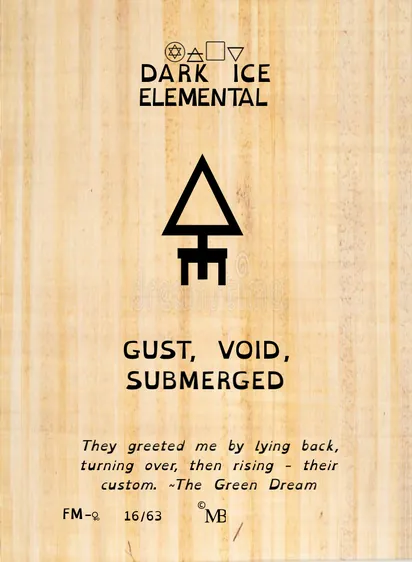 DARK ICE
ELEMENTAL
GUST, VOID,
SUBMERGED
They greeted me by lying back,
turning over, then rising - their
custom. ~The Green Dream
FM-♀ 16/63 © MB